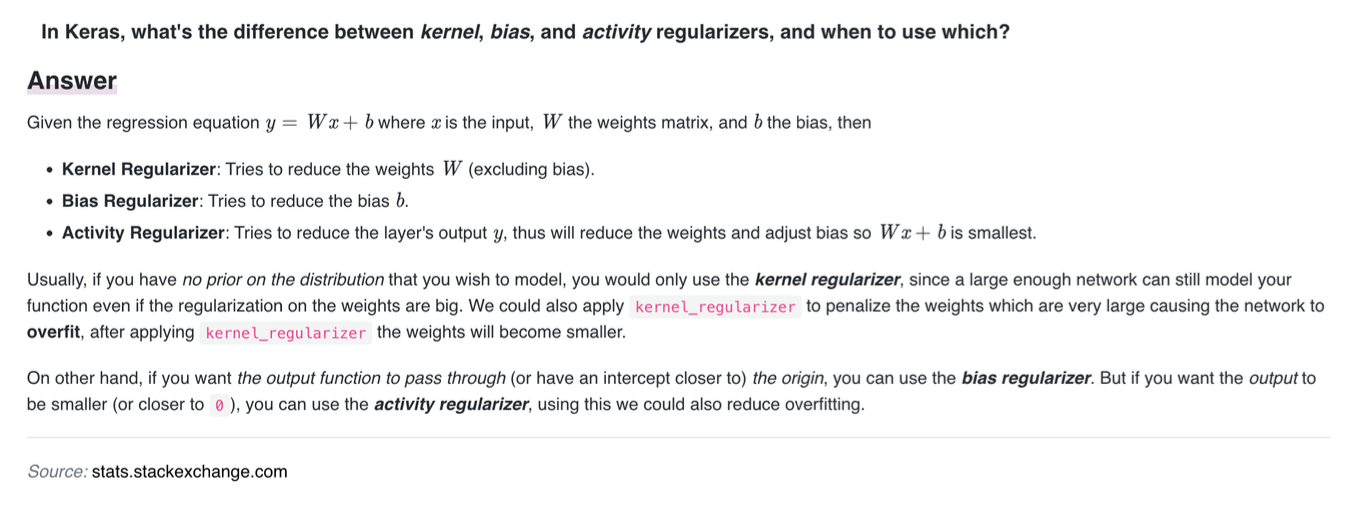 In Keras, what's the difference between kernel, bias, and activity regularizers, and when to use which?
Answer
Given the regression equation y = Wx + b where x is the input, W the weights matrix, and b the bias, then
• Kernel Regularizer: Tries to reduce the weights W (excluding bias).
• Bias Regularizer: Tries to reduce the bias b.
• Activity Regularizer: Tries to reduce the layer's output y, thus will reduce the weights and adjust bias so Wx + b is smallest.
Usually, if you have no prior on the distribution that you wish to model, you would only use the kernel regularizer, since a large enough network can still model your
function even if the regularization on the weights are big. We could also apply kernel_regularizer to penalize the weights which are very large causing the network to
overfit, after applying kernel_regularizer the weights will become smaller.
On other hand, if you want the output function to pass through (or have an intercept closer to) the origin, you can use the bias regularizer. But if you want the output to
be smaller (or closer to 0 ), you can use the activity regularizer, using this we could also reduce overfitting.
Source: stats.stackexchange.com